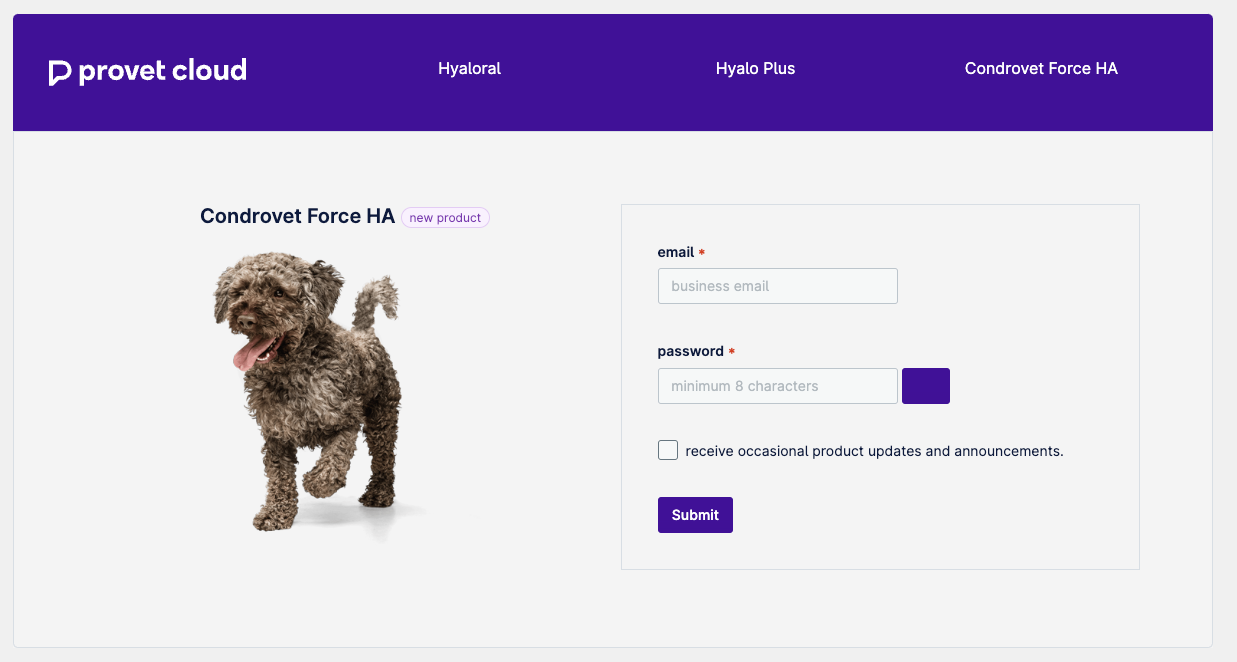 provet cloud
Hyaloral
Hyalo Plus
Condrovet Force HA
Condrovet Force HA new product
email *
business email
password *
minimum 8 characters
receive occasional product updates and announcements.
Submit